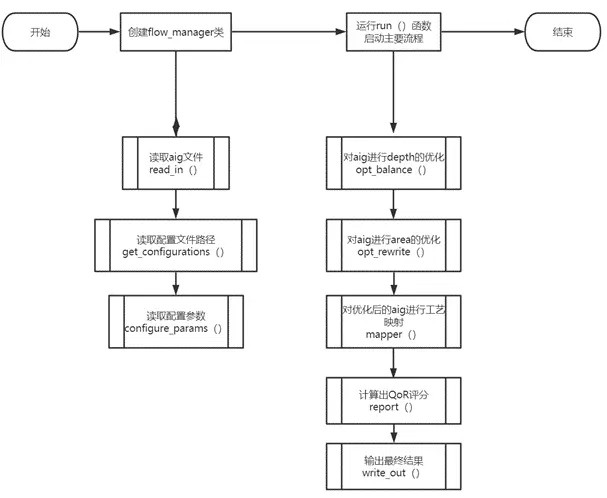 开始
创建flow_manager类
运行run（）函数
启动主要流程
结束
读取aig文件
read_in（）
读取配置文件路径
get_configurations（）
读取配置参数
configure_params（）
对aig进行depth的优化
opt_balance（）
对aig进行area的优化
opt_rewrite（）
对优化后的aig进行工艺
映射
mapper（）
计算出QoR评分
report（）
输出最终结果
write_out（）